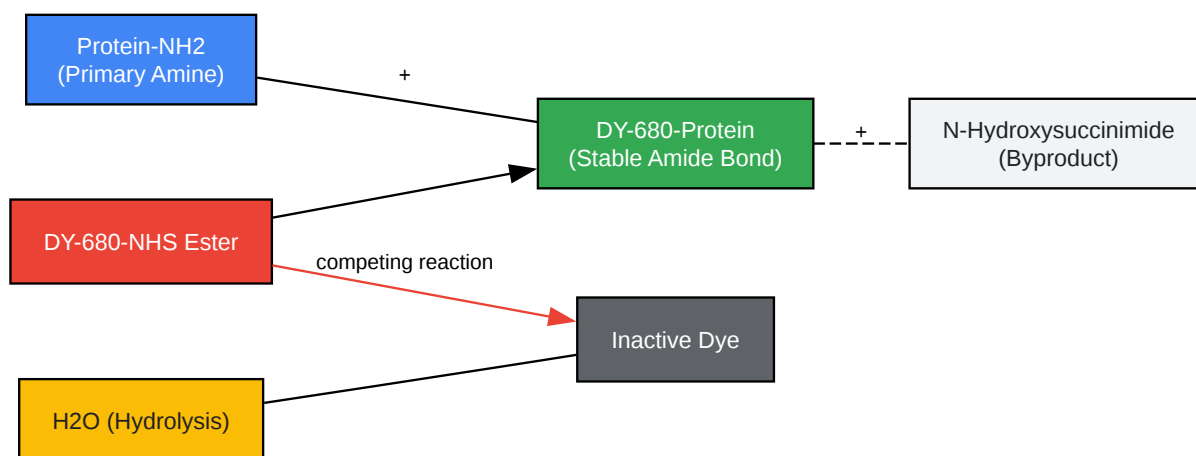 Protein-NH2
(Primary Amine)
+
DY-680-Protein
(Stable Amide Bond)
+
N-Hydroxysuccinimide
(Byproduct)
DY-680-NHS Ester
competing reaction
Inactive Dye
H2O (Hydrolysis)